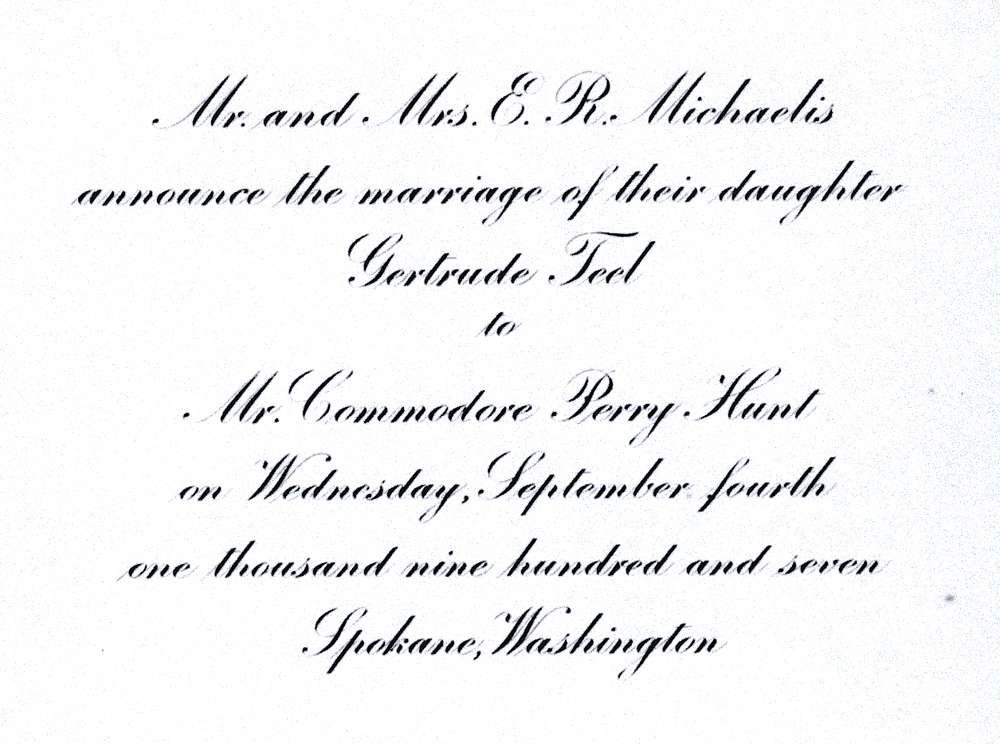 Mr. and Mrs. E. R. Michaelis
announce the marriage of their daughter
Gertrude Teel
to
Mr. Commodore Perry Hunt
on Wednesday, September fourth
one thousand nine hundred and seven
Spokane, Washington